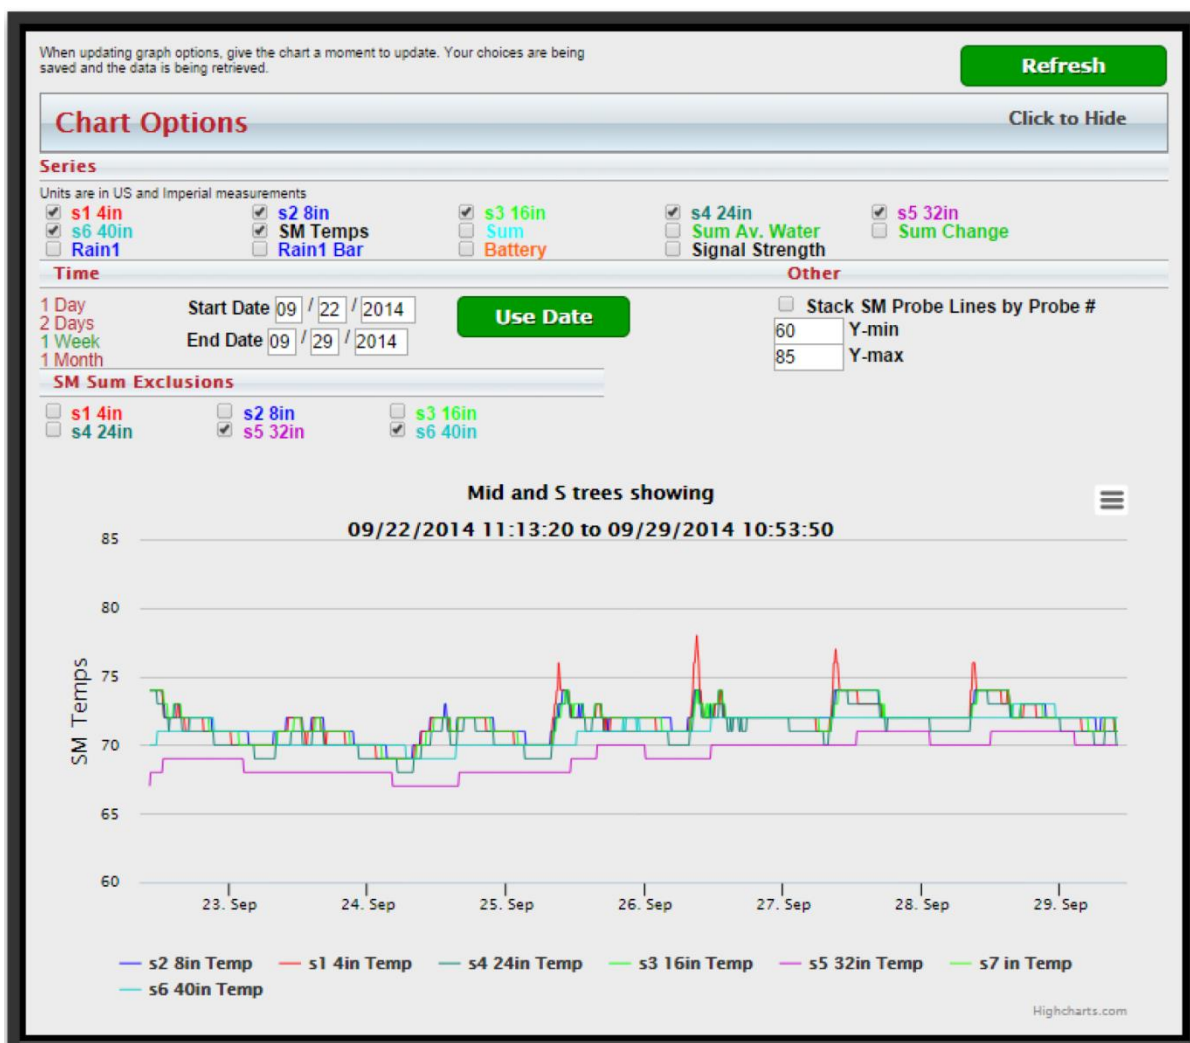 When updating graph options, give the chart a moment to update. Your choices are being
saved and the data is being retrieved.
Refresh
Chart Options
Click to Hide
Series
Units are in US and Imperial measurements
s1 4in s2 8in s3 16in s4 24in s5 32in
s6 40in SM Temps Sum Sum Av. Water Sum Change
Rain1 Rain1 Bar Battery Signal Strength
Time Other
1 Day
2 Days
1 Week
1 Month
Start Date 09 / 22 / 2014
End Date 09 / 29 / 2014
Use Date
Stack SM Probe Lines by Probe #
60 Y-min
85 Y-max
SM Sum Exclusions
s1 4in s2 8in s3 16in
s4 24in s5 32in s6 40in
Mid and S trees showing
09/22/2014 11:13:20 to 09/29/2014 10:53:50
SM Temps
85
80
75
70
65
60
23. Sep 24. Sep 25. Sep 26. Sep 27. Sep 28. Sep 29. Sep
s2 8in Temp s1 4in Temp s4 24in Temp s3 16in Temp s5 32in Temp s7 in Temp
s6 40in Temp
Highcharts.com